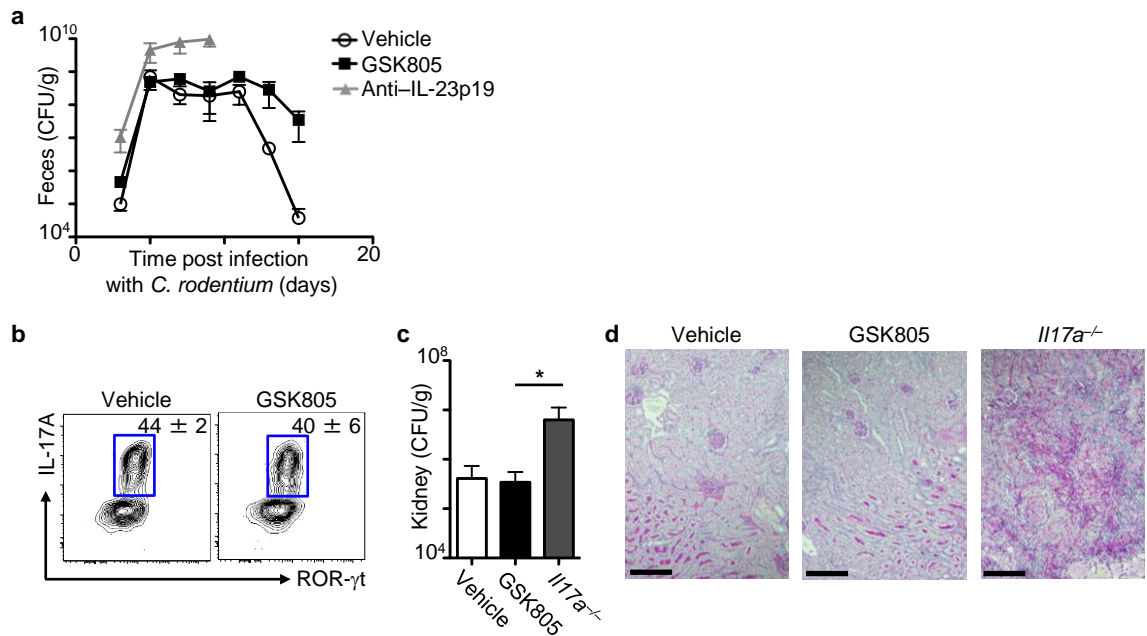 a
10^10
Feces (CFU/g)
10^4
0
20
Time post infection
with C. rodentium (days)
Vehicle
GSK805
Anti–IL-23p19
b
Vehicle
GSK805
44 ± 2
40 ± 6
IL-17A
ROR-γt
c
10^8
Kidney (CFU/g)
10^4
*
Vehicle
GSK805
Il17a–/–
d
Vehicle
GSK805
Il17a–/–